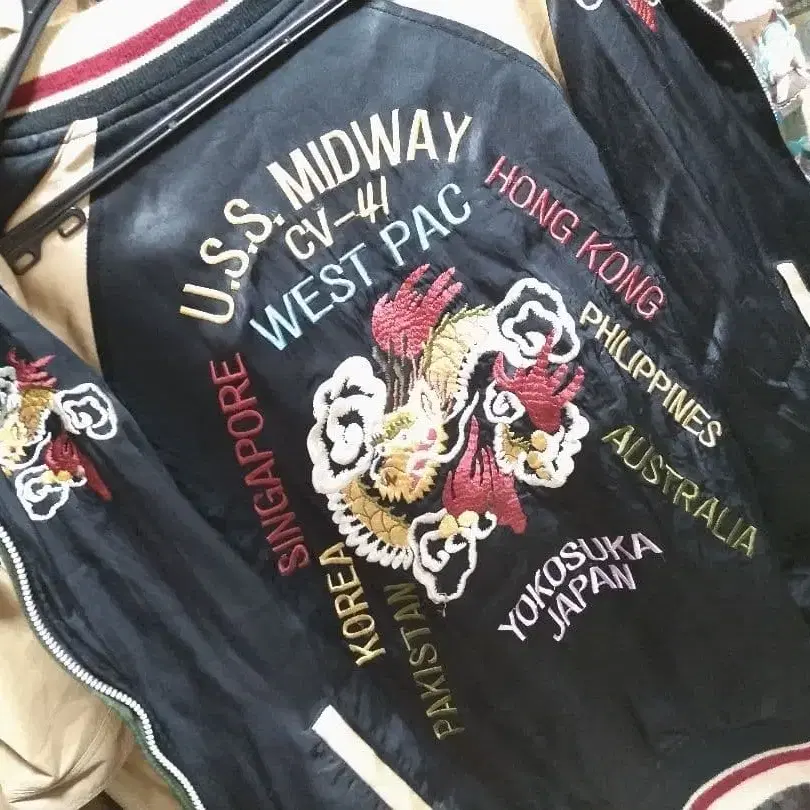 U.S.S. MIDWAY
CV-41
WEST PAC
HONG KONG
PHILIPPINES
AUSTRALIA
SINGAPORE
KOREA
PAKISTAN
YOKOSUKA
JAPAN